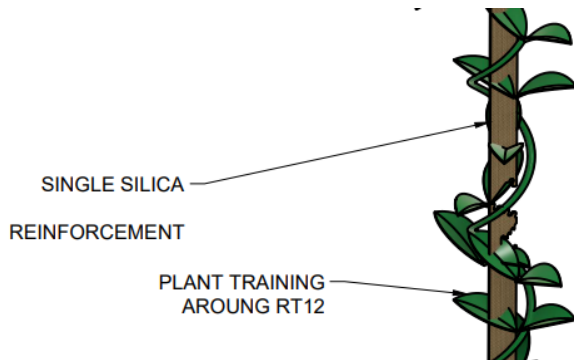 SINGLE SILICA
REINFORCEMENT
PLANT TRAINING
AROUNG RT12